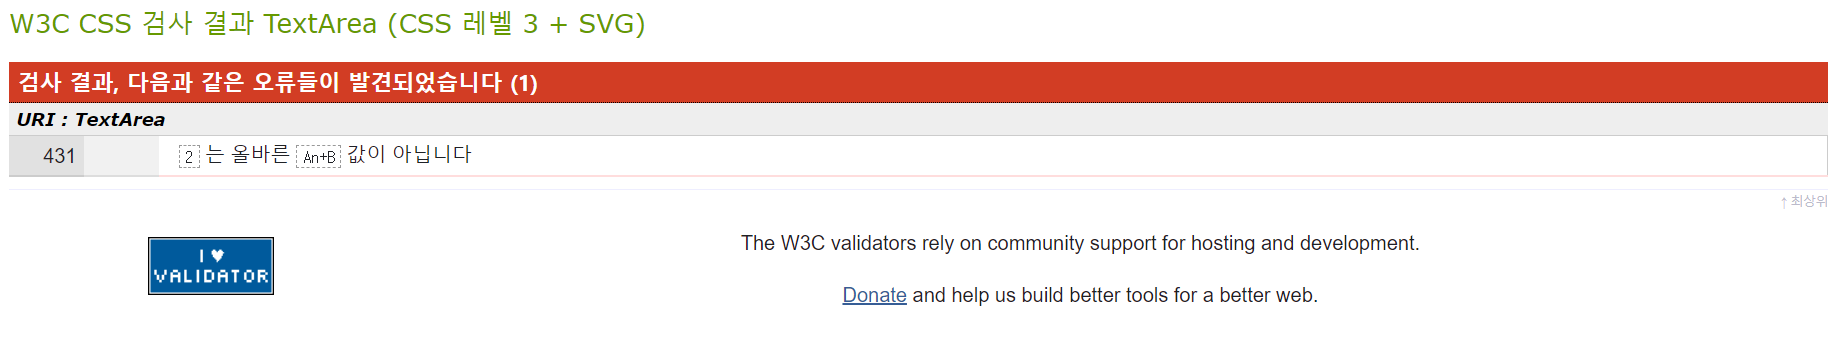 W3C CSS 검사 결과 TextArea (CSS 레벨 3 + SVG)
검사 결과, 다음과 같은 오류들이 발견되었습니다 (1)
URI : TextArea
431 2 는 올바른 An+B 값이 아닙니다
↑ 최상위
I ♥
VALIDATOR
The W3C validators rely on community support for hosting and development.
Donate and help us build better tools for a better web.